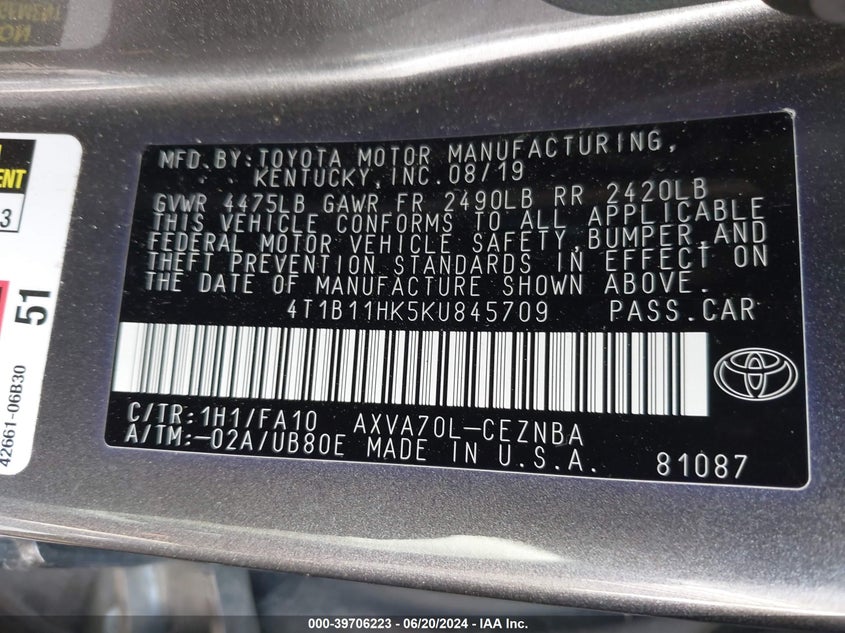 MFD. BY: TOYOTA MOTOR MANUFACTURING,
KENTUCKY, INC. 08/19
GVWR 4475LB GAWR FR 2490LB RR 2420LB
THIS VEHICLE CONFORMS TO ALL APPLICABLE
FEDERAL MOTOR VEHICLE SAFETY, BUMPER, AND
THEFT PREVENTION STANDARDS IN EFFECT ON
THE DATE OF MANUFACTURE SHOWN ABOVE.
4T1B11HK5KU845709 PASS. CAR
C/TR: 1H1/FA10 AXVA70L-CEZNBA
A/TM: -02A/UB80E MADE IN U.S.A. 81087
3
51
42661-06B30
000-39706223 - 06/20/2024 - IAA Inc.